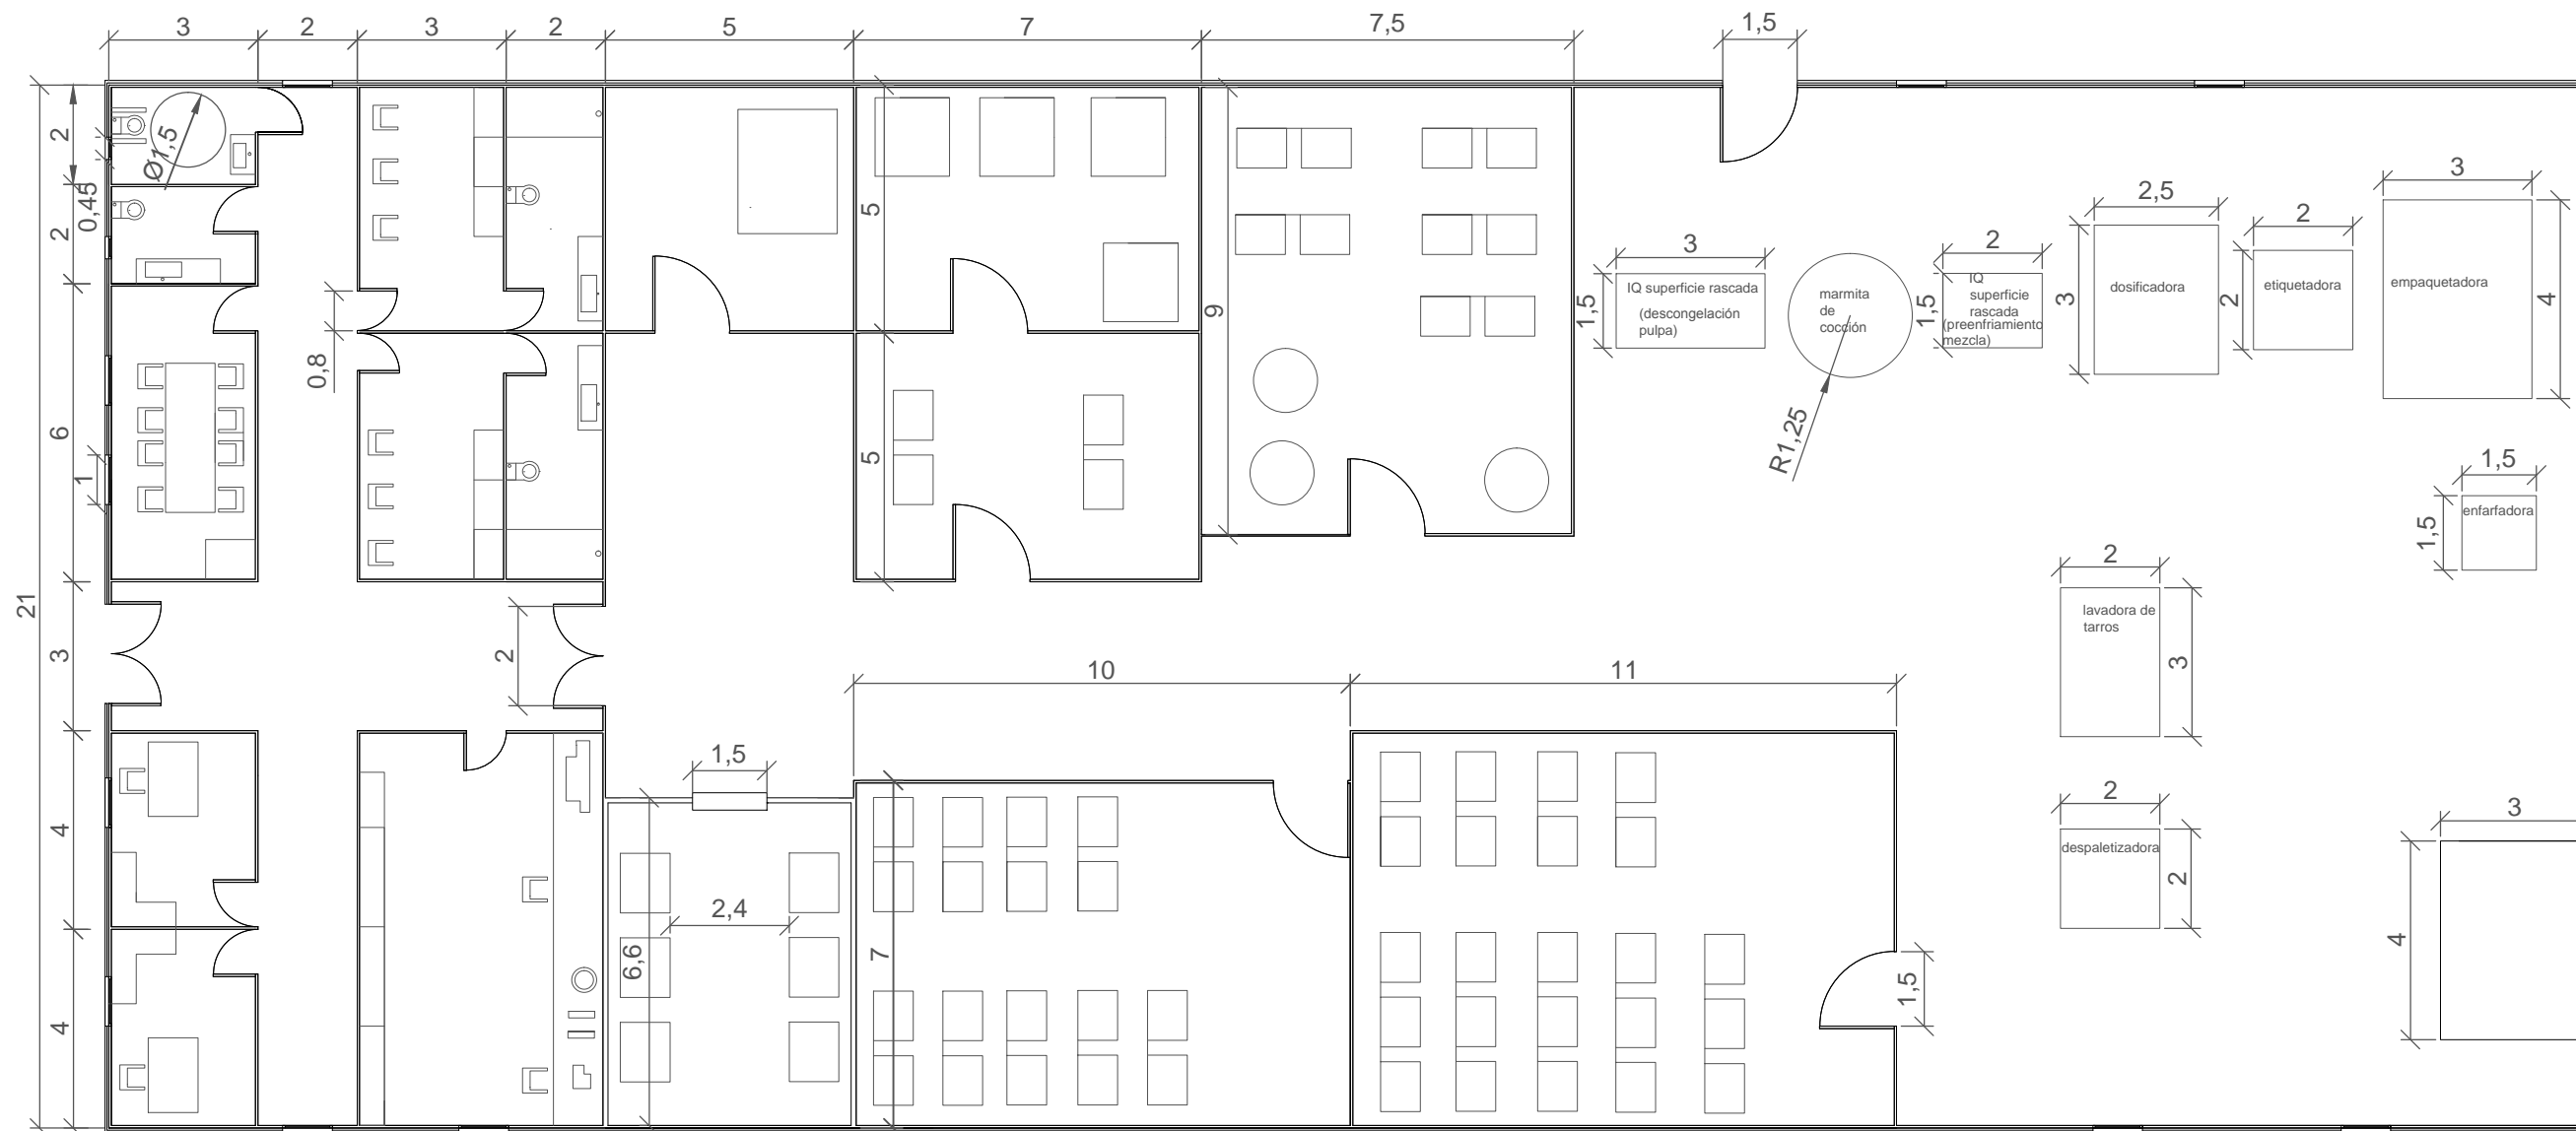 3
2
3
2
5
7
7,5
1,5
21
2
0,45
2
6
1
3
4
4
Ø1,5
0,8
5
5
9
2
1,5
6,6
2,4
10
11
7
1,5
3
1,5
IQ superficie rascada
(descongelación
pulpa)
marmita
de
cocción
R1,25
2
1,5
IQ
superficie
rascada
(preenfriamiento
mezcla)
2,5
3
dosificadora
2
2
etiquetadora
3
empaquetadora
4
1,5
1,5
enfarfadora
2
lavadora de
tarros
3
2
despaletizadora
2
3
4